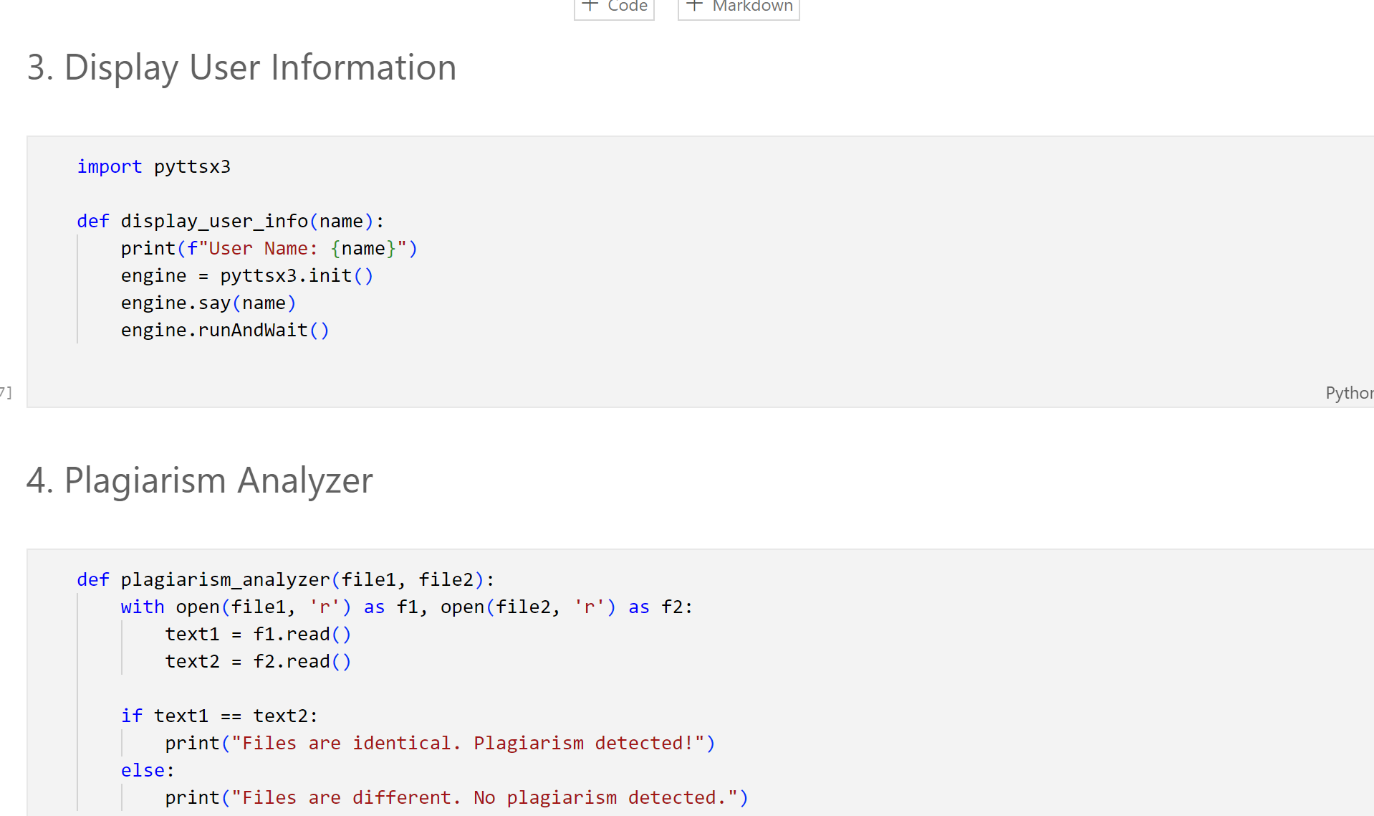 + Code + Markdown
3. Display User Information
import pyttsx3
def display_user_info(name):
    print(f"User Name: {name}")
    engine = pyttsx3.init()
    engine.say(name)
    engine.runAndWait()
7]
Python
4. Plagiarism Analyzer
def plagiarism_analyzer(file1, file2):
    with open(file1, 'r') as f1, open(file2, 'r') as f2:
        text1 = f1.read()
        text2 = f2.read()
    if text1 == text2:
        print("Files are identical. Plagiarism detected!")
    else:
        print("Files are different. No plagiarism detected.")